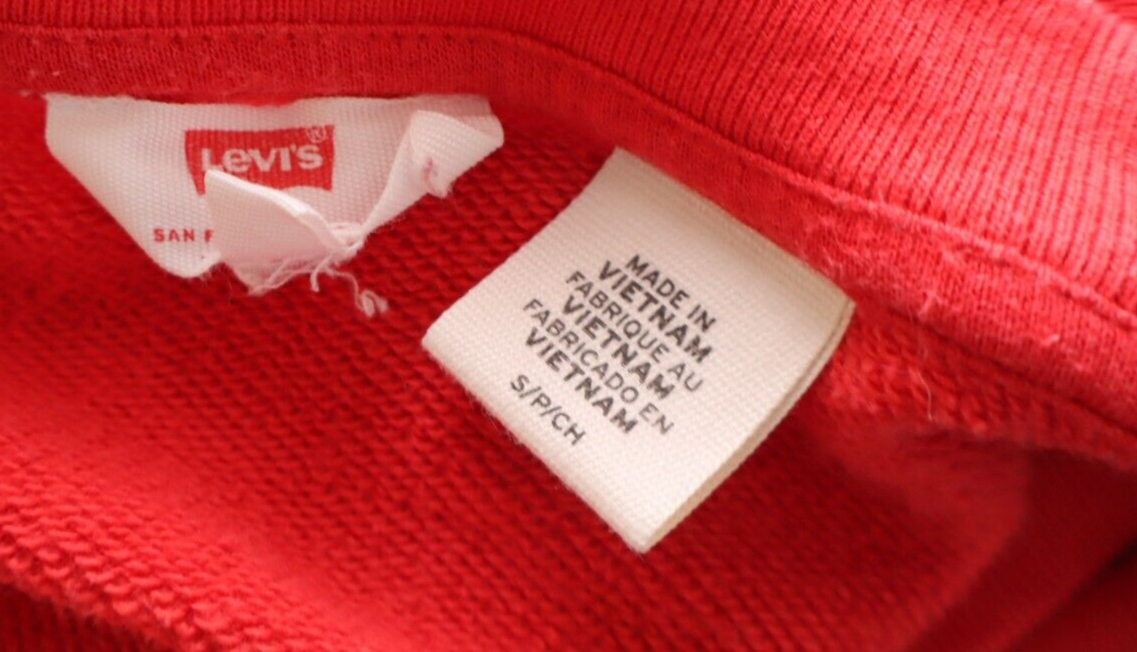 Levi's®
SAN F
MADE IN
VIETNAM
FABRIQUE AU
VIETNAM
FABRICADO EN
VIETNAM
S/P/CH